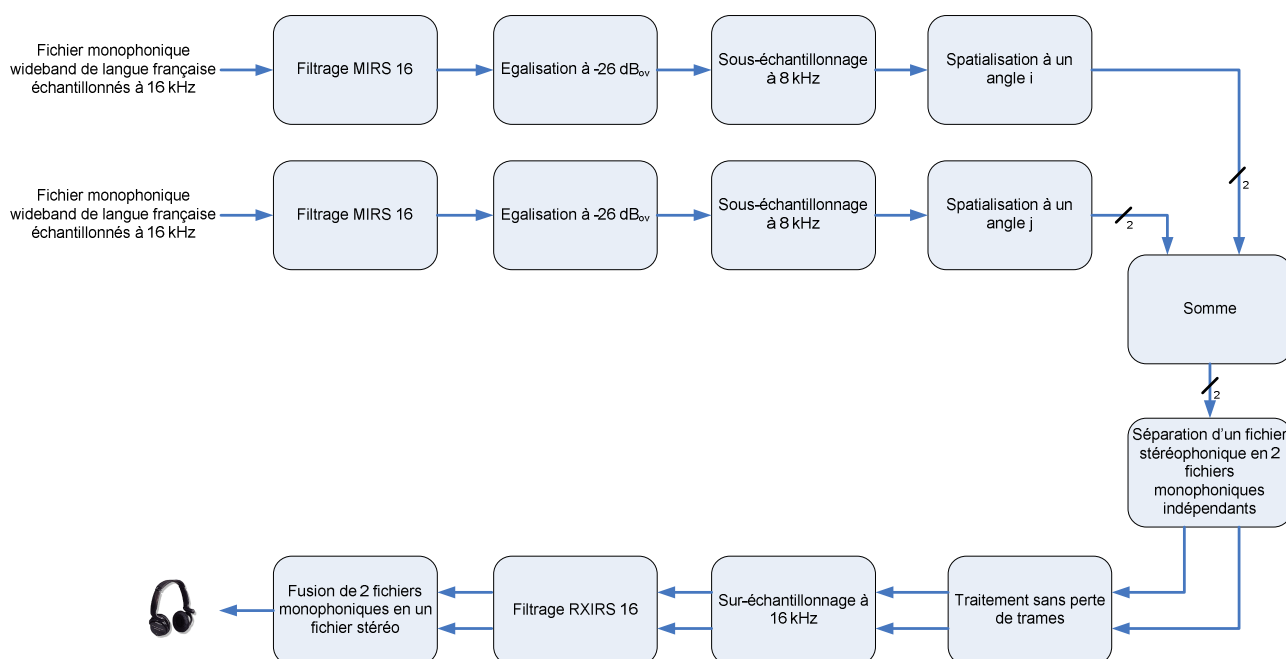 Fichier monophonique
wideband de langue française
échantillonnés à 16 kHz
Filtrage MIRS 16
Egalisation à -26 dBov
Sous-échantillonnage
à 8 kHz
Spatialisation à un
angle i
2
Fichier monophonique
wideband de langue française
échantillonnés à 16 kHz
Filtrage MIRS 16
Egalisation à -26 dBov
Sous-échantillonnage
à 8 kHz
Spatialisation à un
angle j
2
Somme
2
Séparation d'un fichier
stéréophonique en 2
fichiers
monophoniques
indépendants
Fusion de 2 fichiers
monophoniques en un
fichier stéréo
Filtrage RXIRS 16
Sur-échantillonnage à
16 kHz
Traitement sans perte
de trames